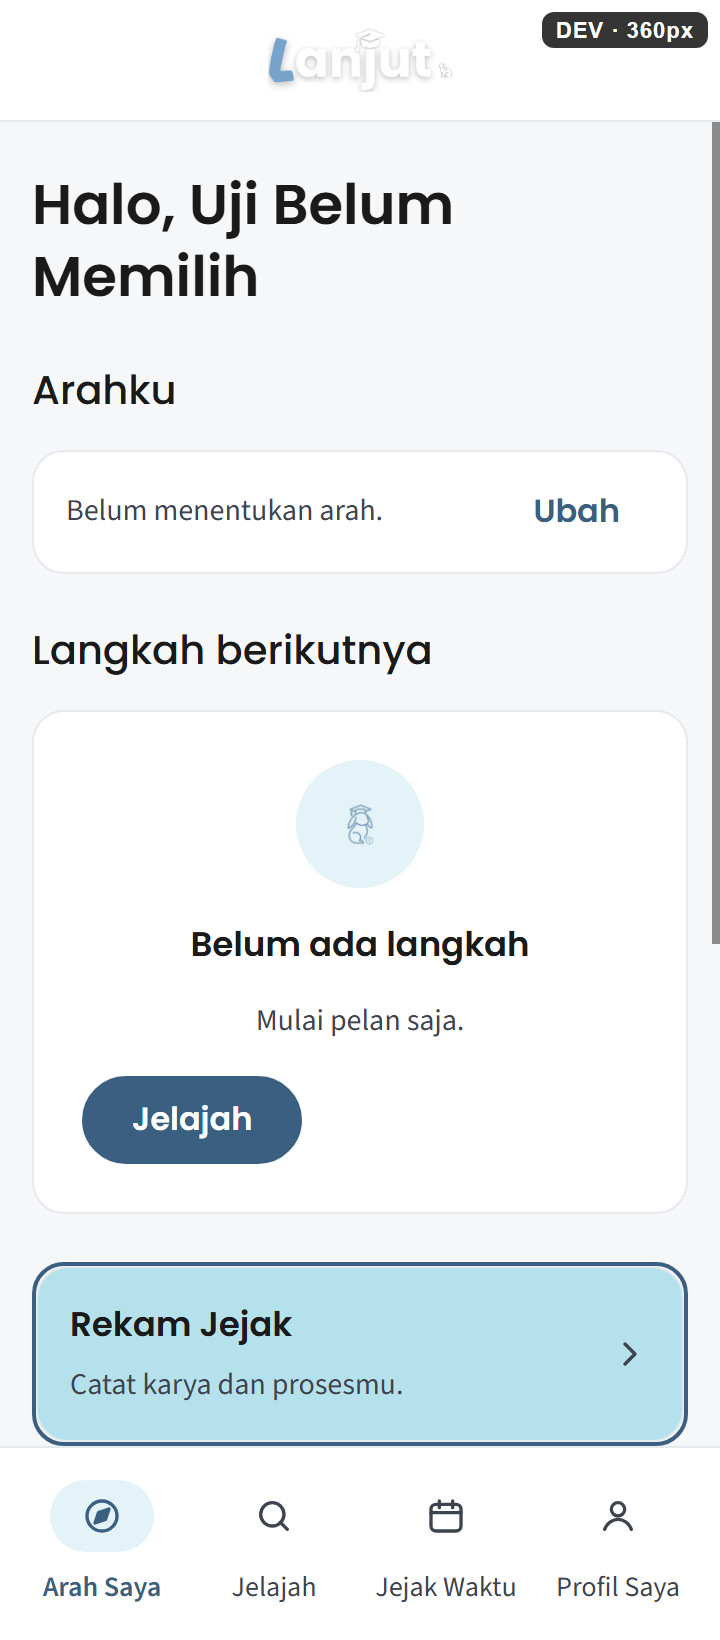 Lanjut
DEV · 360px
Halo, Uji Belum
Memilih
Arahku
Belum menentukan arah.
Ubah
Langkah berikutnya
Belum ada langkah
Mulai pelan saja.
Jelajah
Rekam Jejak
Catat karya dan prosesmu.
Arah Saya
Jelajah
Jejak Waktu
Profil Saya